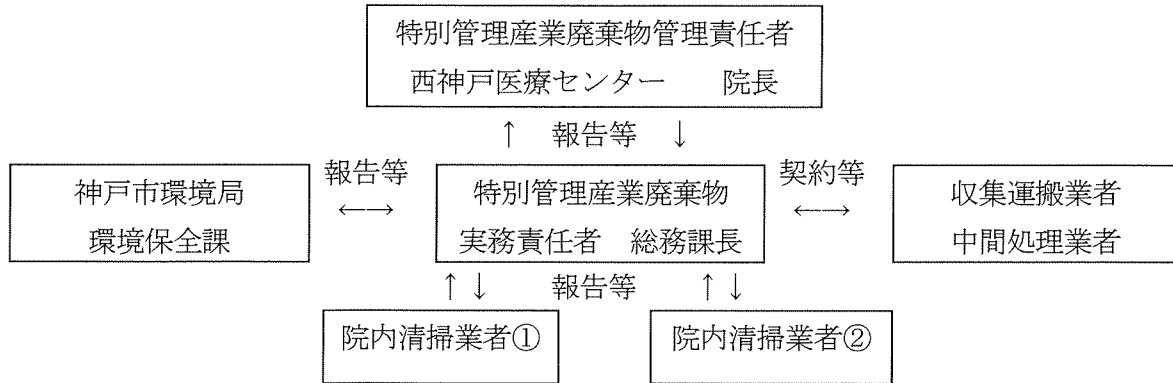 特別管理産業廃棄物管理責任者
西神戸医療センター　　院長
↑　報告等　↓
神戸市環境局
環境保全課
報告等
←→
特別管理産業廃棄物
実務責任者　総務課長
契約等
←→
収集運搬業者
中間処理業者
↑↓　報告等　↑↓
院内清掃業者①
院内清掃業者②